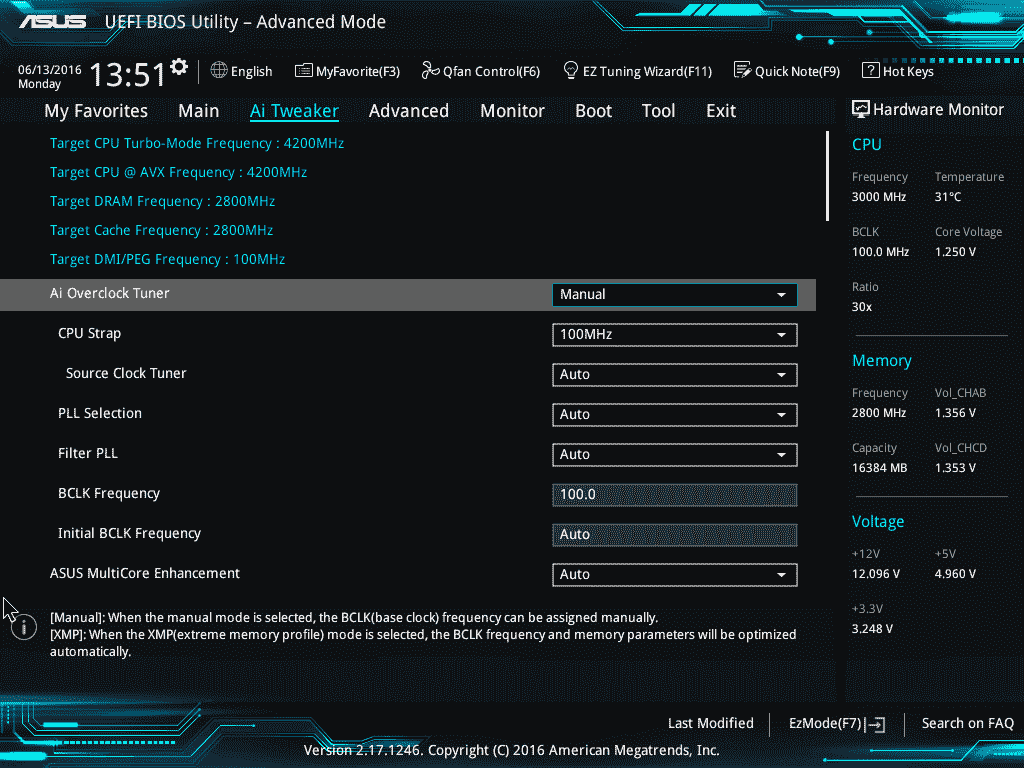 ASUS UEFI BIOS Utility – Advanced Mode
06/13/2016
Monday
13:51
English MyFavorite(F3) Qfan Control(F6) EZ Tuning Wizard(F11) Quick Note(F9) ? Hot Keys
My Favorites Main Ai Tweaker Advanced Monitor Boot Tool Exit
Target CPU Turbo-Mode Frequency : 4200MHz
Target CPU @ AVX Frequency : 4200MHz
Target DRAM Frequency : 2800MHz
Target Cache Frequency : 2800MHz
Target DMI/PEG Frequency : 100MHz
Ai Overclock Tuner Manual
CPU Strap 100MHz
Source Clock Tuner Auto
PLL Selection Auto
Filter PLL Auto
BCLK Frequency 100.0
Initial BCLK Frequency Auto
ASUS MultiCore Enhancement Auto
[Manual]: When the manual mode is selected, the BCLK(base clock) frequency can be assigned manually.
[XMP]: When the XMP(extreme memory profile) mode is selected, the BCLK frequency and memory parameters will be optimized
automatically.
Hardware Monitor
CPU
Frequency Temperature
3000 MHz 31°C
BCLK Core Voltage
100.0 MHz 1.250 V
Ratio
30x
Memory
Frequency Vol_CHAB
2800 MHz 1.356 V
Capacity Vol_CHCD
16384 MB 1.353 V
Voltage
+12V +5V
12.096 V 4.960 V
+3.3V
3.248 V
Last Modified EzMode(F7) Search on FAQ
Version 2.17.1246. Copyright (C) 2016 American Megatrends, Inc.